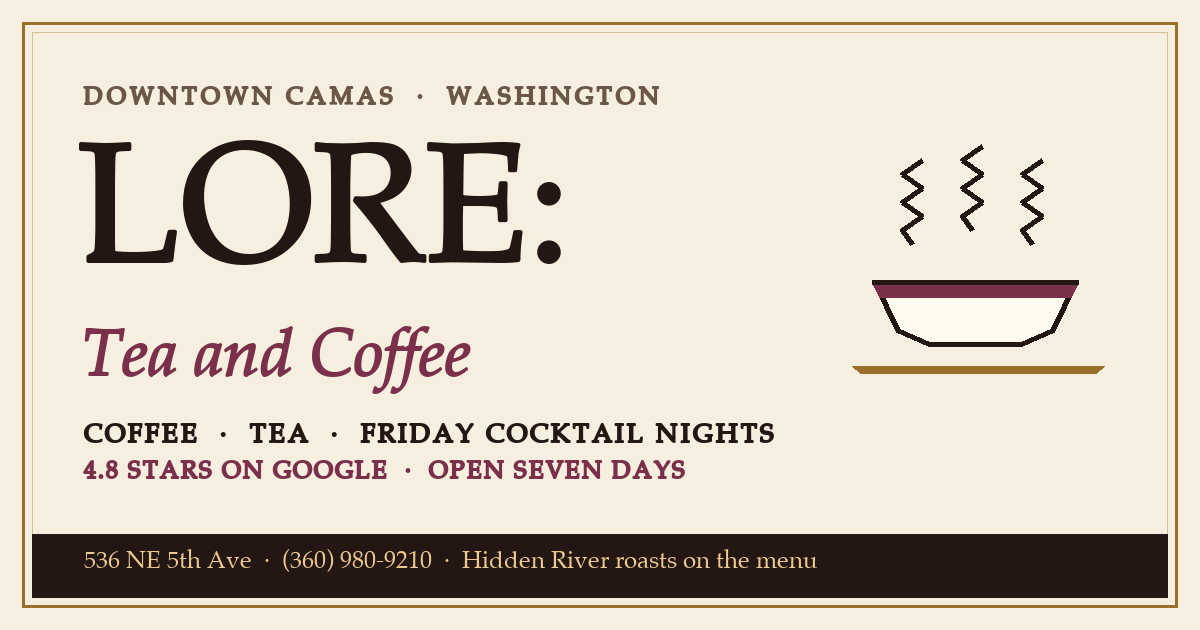 DOWNTOWN CAMAS · WASHINGTON
LORE:
Tea and Coffee
COFFEE · TEA · FRIDAY COCKTAIL NIGHTS
4.8 STARS ON GOOGLE · OPEN SEVEN DAYS
536 NE 5th Ave · (360) 980-9210 · Hidden River roasts on the menu